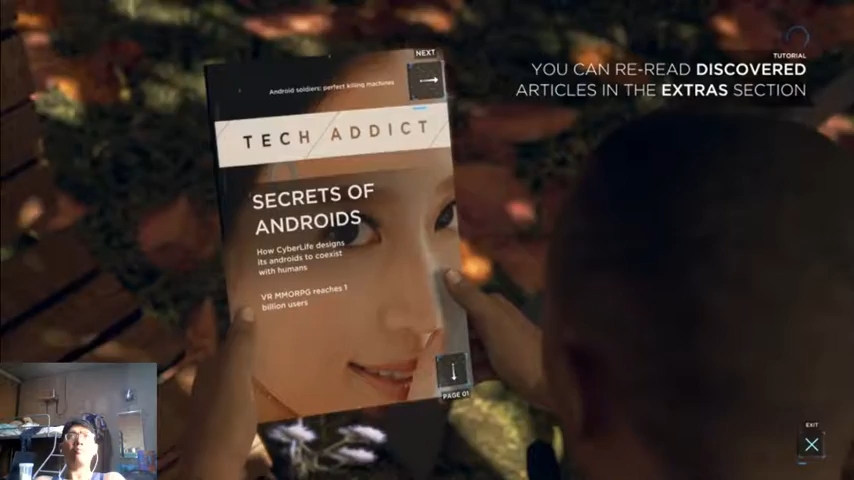 NEXT
Android soldiers: perfect killing machines
TECH ADDICT
SECRETS OF
ANDROIDS
How CyberLife designs
its androids to coexist
with humans
VR MMORPG reaches 1
billion users
PAGE 01
TUTORIAL
YOU CAN RE-READ DISCOVERED
ARTICLES IN THE EXTRAS SECTION
EXIT